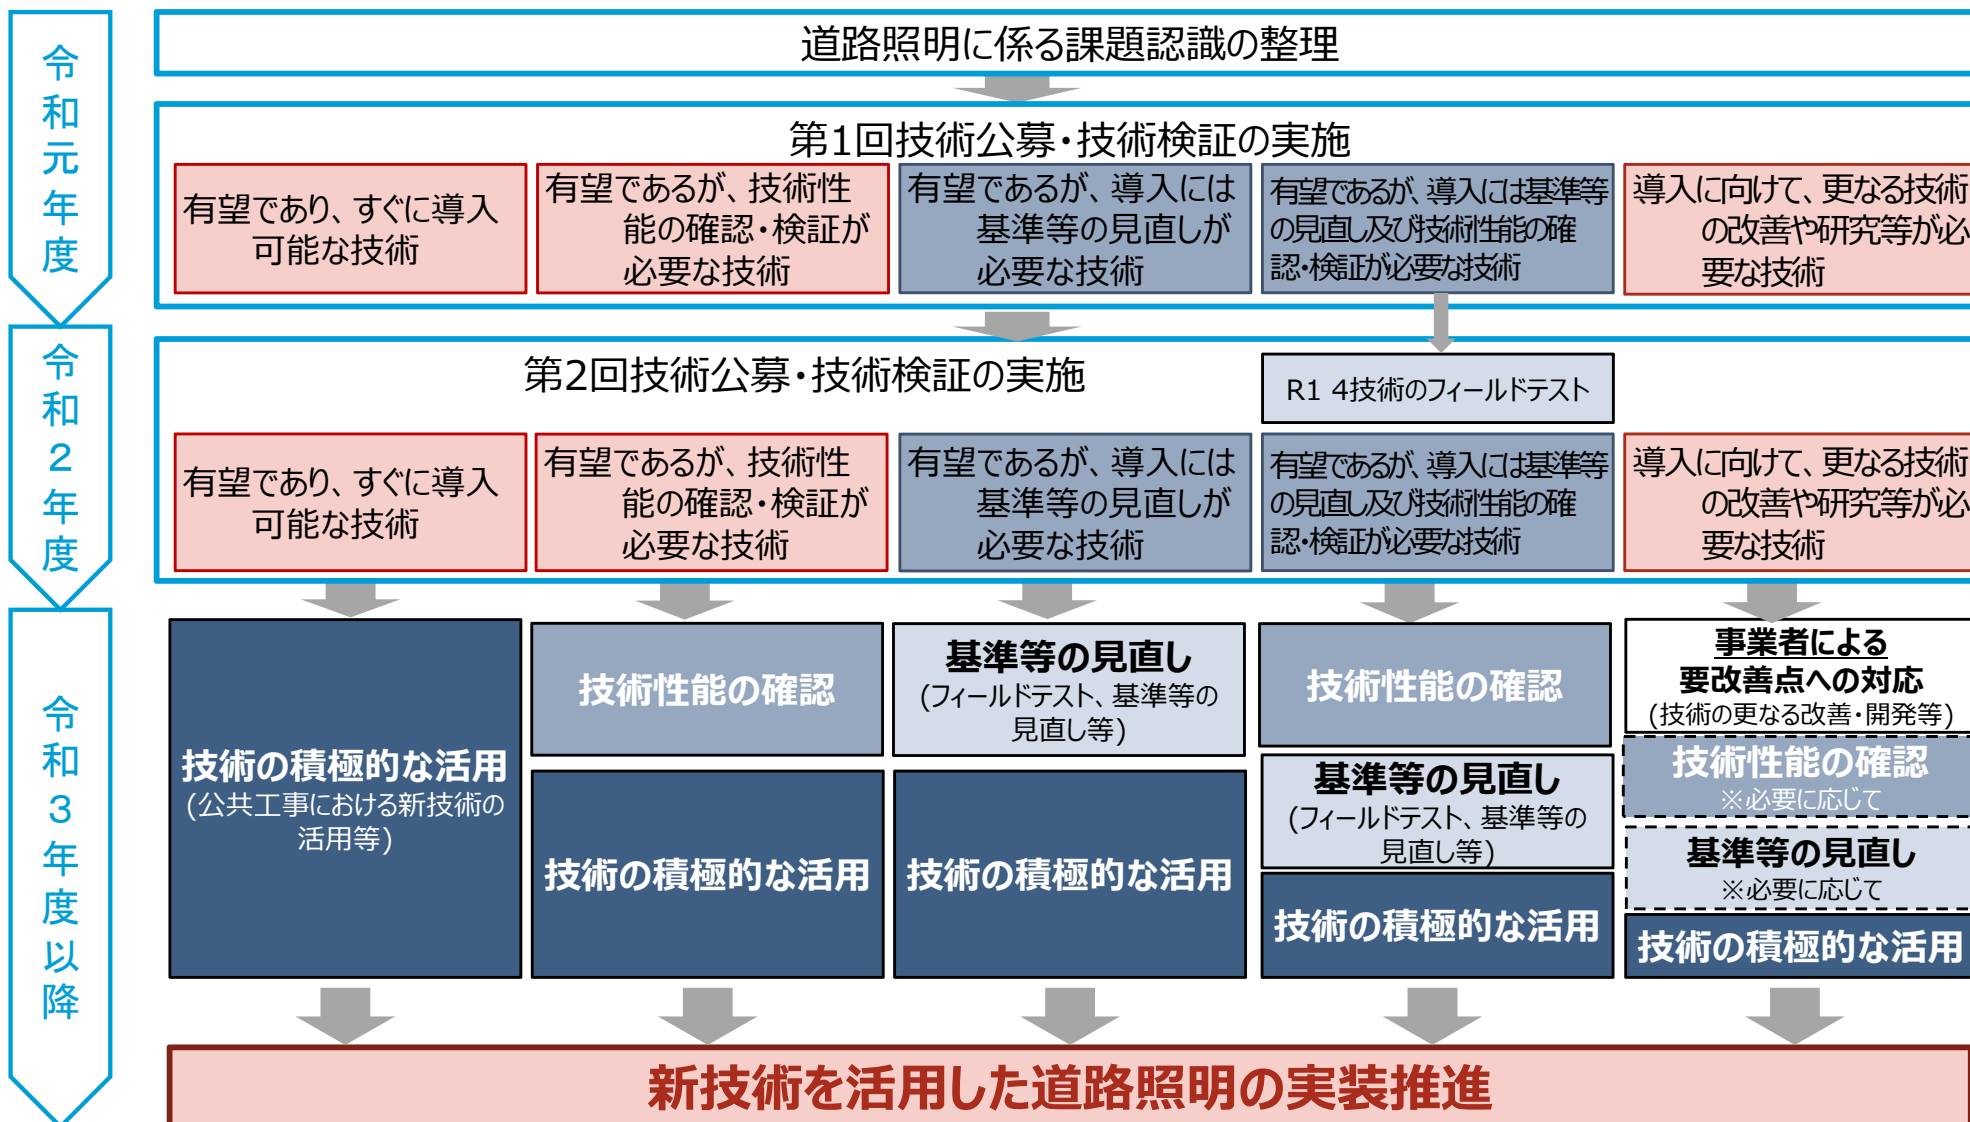 令和元年度
道路照明に係る課題認識の整理
第1回技術公募・技術検証の実施
有望であり、すぐに導入
可能な技術
有望であるが、技術性
能の確認・検証が
必要な技術
有望であるが、導入には
基準等の見直しが
必要な技術
有望であるが、導入には基準等
の見直し及び技術性能の確
認・検証が必要な技術
導入に向けて、更なる技術
の改善や研究等が必
要な技術
令和２年度
第2回技術公募・技術検証の実施
R1 4技術のフィールドテスト
有望であり、すぐに導入
可能な技術
有望であるが、技術性
能の確認・検証が
必要な技術
有望であるが、導入には
基準等の見直しが
必要な技術
有望であるが、導入には基準等
の見直し及び技術性能の確
認・検証が必要な技術
導入に向けて、更なる技術
の改善や研究等が必
要な技術
令和３年度以降
技術の積極的な活用
(公共工事における新技術の
活用等)
技術性能の確認
技術の積極的な活用
基準等の見直し
(フィールドテスト、基準等の
見直し等)
技術の積極的な活用
技術性能の確認
基準等の見直し
(フィールドテスト、基準等の
見直し等)
技術の積極的な活用
事業者による
要改善点への対応
(技術の更なる改善・開発等)
技術性能の確認
※必要に応じて
基準等の見直し
※必要に応じて
技術の積極的な活用
新技術を活用した道路照明の実装推進